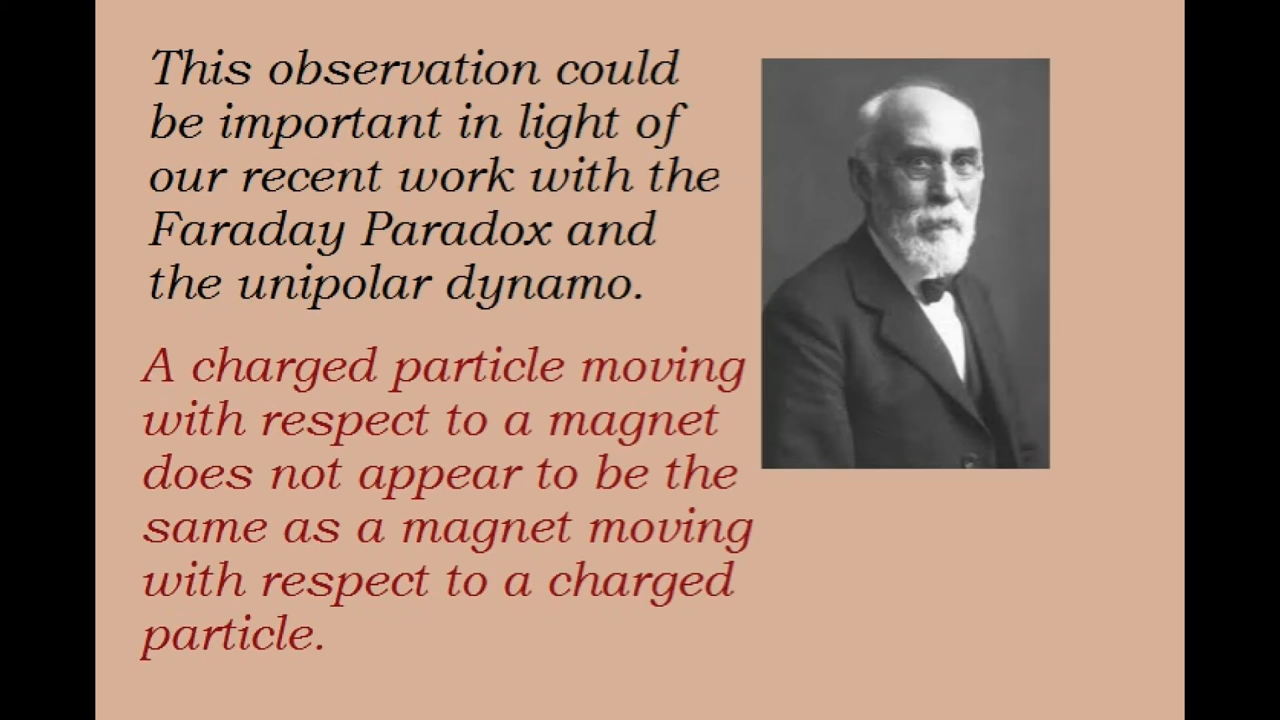 This observation could
be important in light of
our recent work with the
Faraday Paradox and
the unipolar dynamo.
A charged particle moving
with respect to a magnet
does not appear to be the
same as a magnet moving
with respect to a charged
particle.